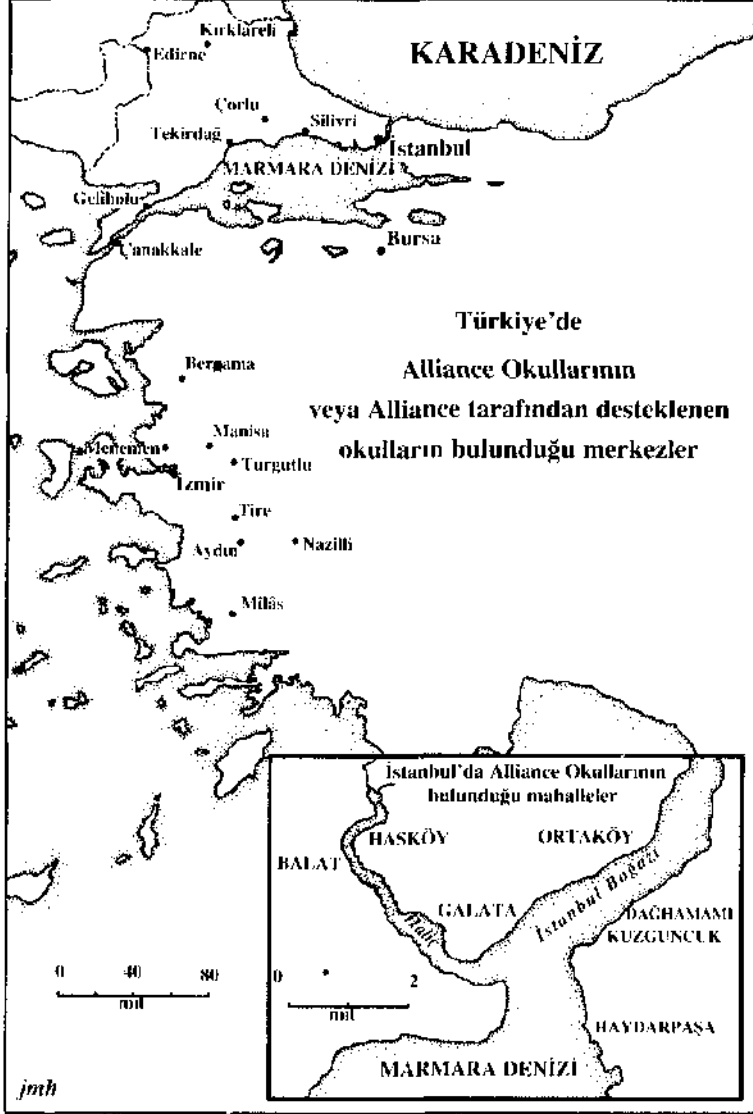 Kırklareli
KARADENİZ
Edirne
Çorlu
Silivri
Tekirdağ
İstanbul
MARMARA DENİZİ
Gelibolu
Çanakkale
Bursa
Türkiye'de
Alliance Okullarının
veya Alliance tarafından desteklenen
okulların bulunduğu merkezler
Bergama
Manisa
Menemen
Turgutlu
İzmir
Tire
Aydın
Nazilli
Milâs
İstanbul'da Alliance Okullarının
bulunduğu mahalleler
HASKÖY
ORTAKÖY
BALAT
İstanbul Boğazı
GALATA
Haliç
DAĞHAMAMI
KUZGUNCUK
0 40 80
mil
0 2
mil
HAYDARPAŞA
MARMARA DENİZİ
jmh